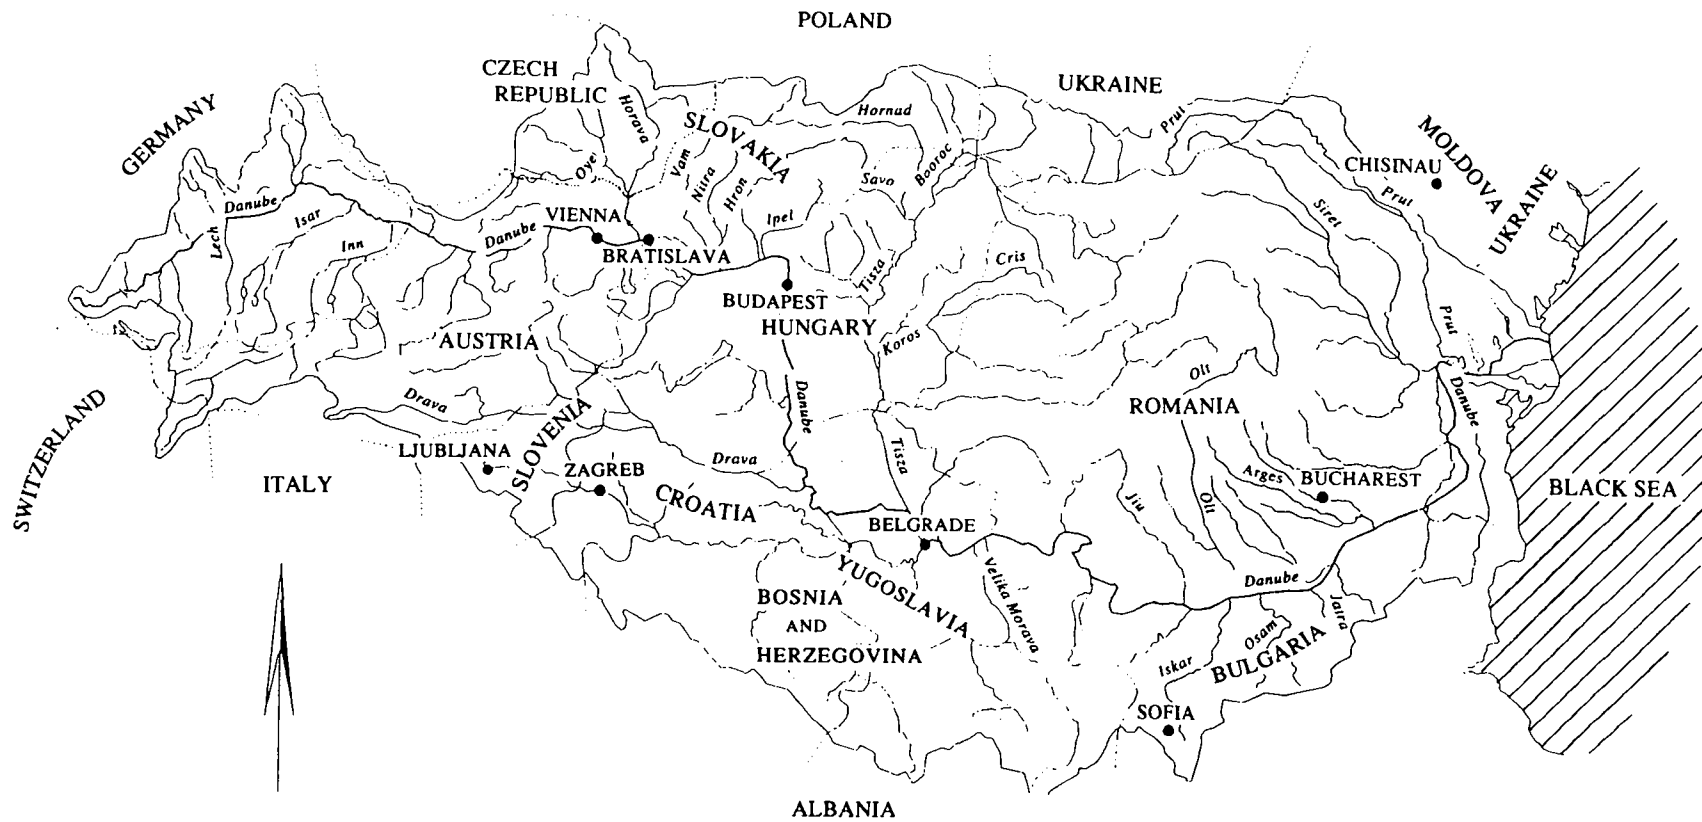 POLAND
CZECH
REPUBLIC
UKRAINE
GERMANY
Horava
SLOVAKIA
Hornad
Prut
MOLDOVA
CHISINAU
UKRAINE
Oye
Vam
Nitra
Hron
Savo
Booroc
Prut
Danube
Isar
Lerch
Inn
Danube
VIENNA
BRATISLAVA
Ipel
Siret
Tisza
Cris
BUDAPEST
HUNGARY
Koros
AUSTRIA
Prut
SWITZERLAND
Drava
SLOVENIA
LJUBLJANA
ZAGREB
Danube
Olt
ROMANIA
Danube
ITALY
Drava
CROATIA
Tisza
Jiu
Olt
Arges
BUCHAREST
BLACK SEA
BELGRADE
YUGOSLAVIA
Velika Morava
Danube
Jatra
BOSNIA
AND
HERZEGOVINA
Iskar
Osam
BULGARIA
SOFIA
ALBANIA